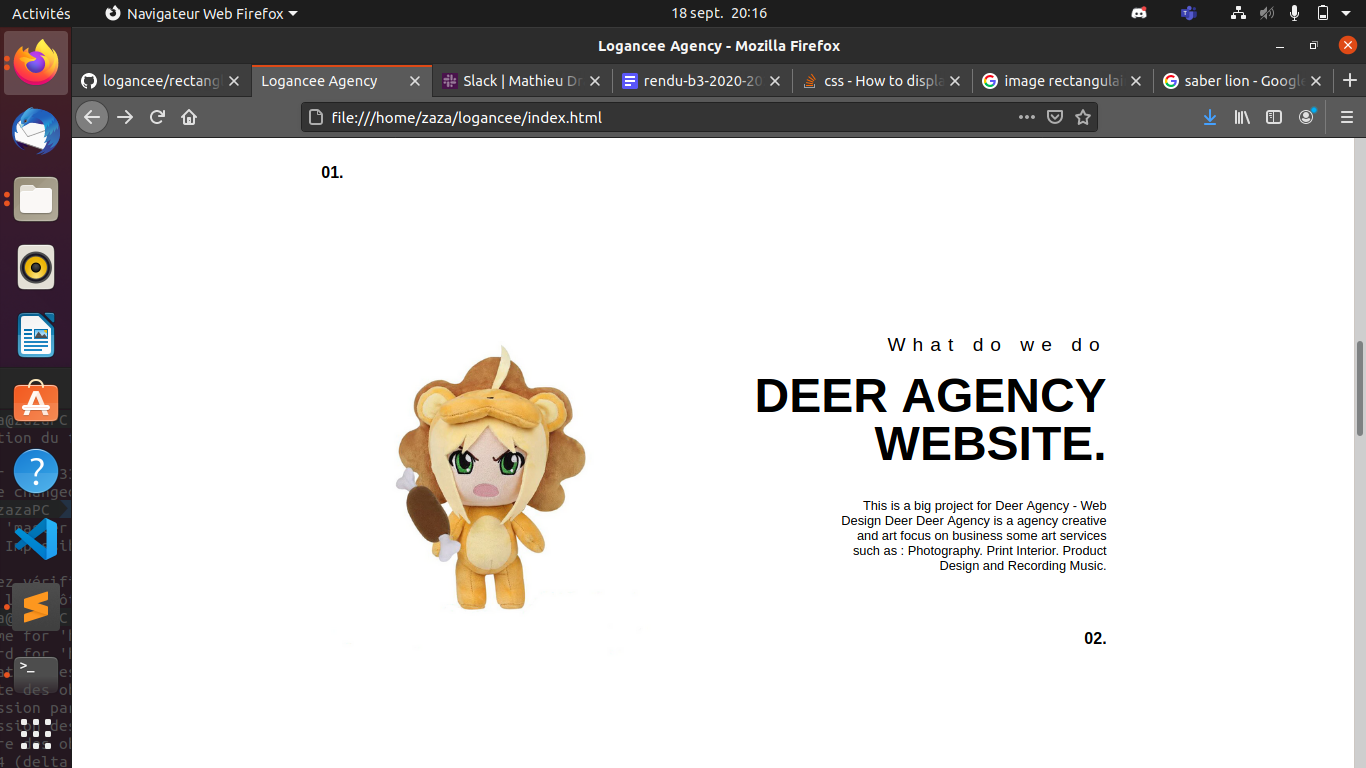 Activités
Navigateur Web Firefox
18 sept. 20:16
Logancee Agency - Mozilla Firefox
logancee/rectang
Logancee Agency
Slack | Mathieu D
rendu-b3-2020-20
css - How to displa
image rectangulai
saber lion - Google
file:///home/zaza/logancee/index.html
01.
What do we do
DEER AGENCY
WEBSITE.
This is a big project for Deer Agency - Web
Design Deer Deer Agency is a agency creative
and art focus on business some art services
such as : Photography. Print Interior. Product
Design and Recording Music.
02.